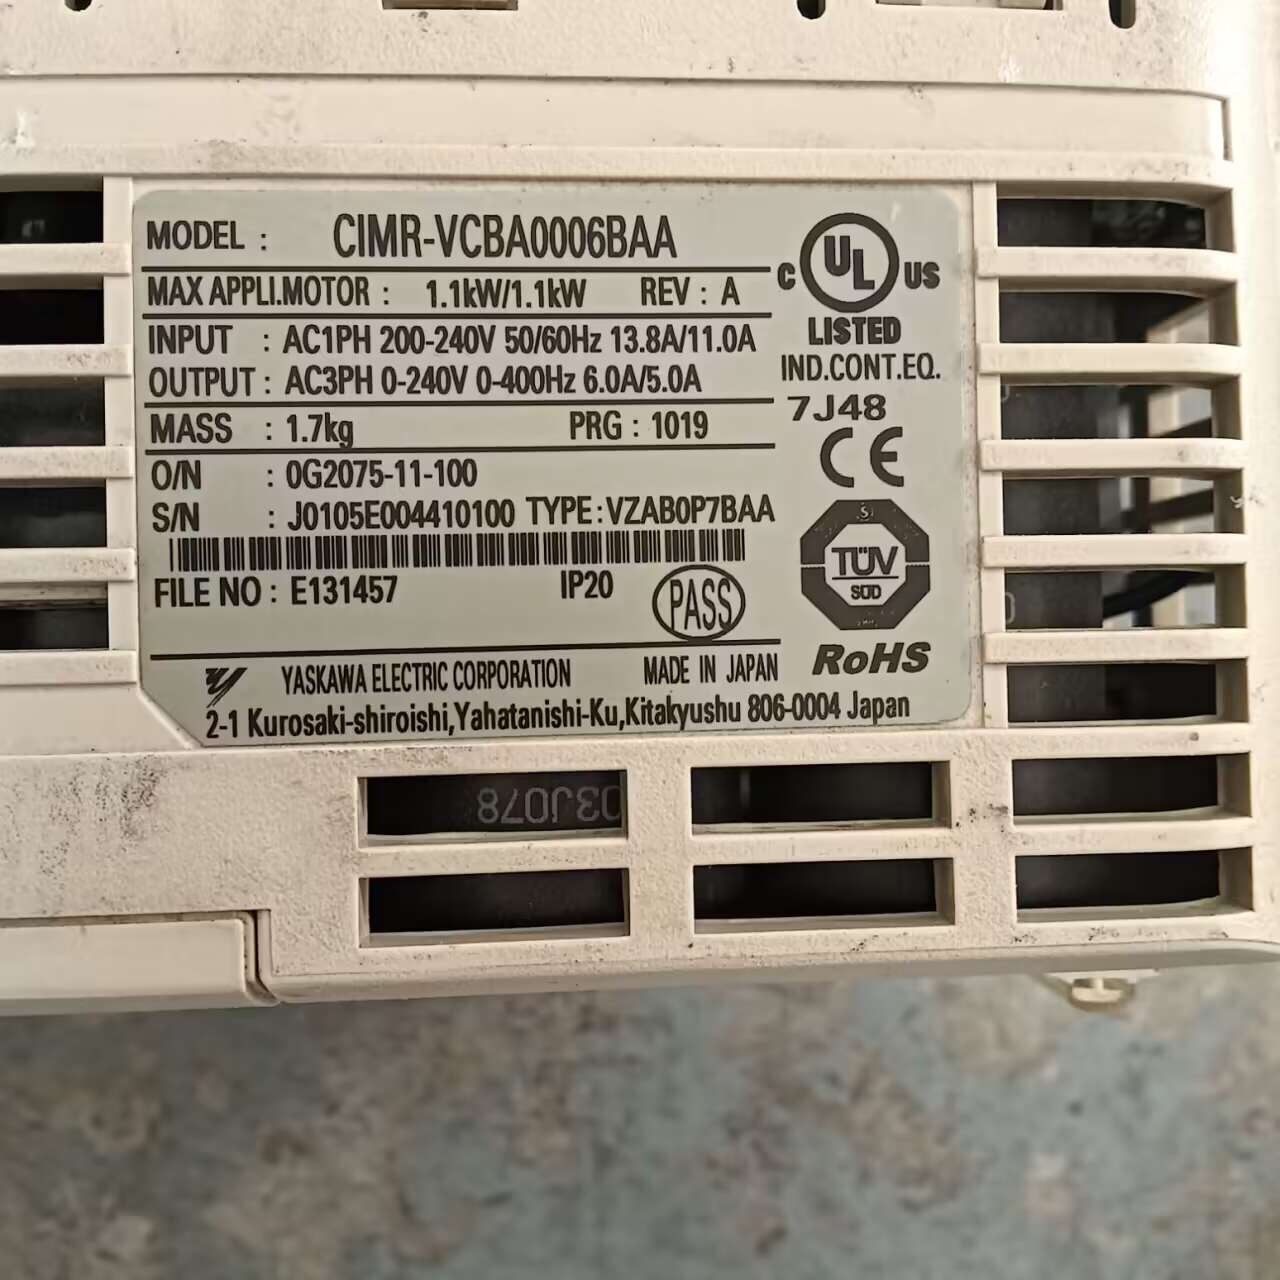 MODEL : CIMR-VCBA0006BAA
MAX APPLI.MOTOR : 1.1kW/1.1kW REV : A
INPUT : AC1PH 200-240V 50/60Hz 13.8A/11.0A
OUTPUT : AC3PH 0-240V 0-400Hz 6.0A/5.0A
MASS : 1.7kg PRG : 1019
O/N : 0G2075-11-100
S/N : J0105E004410100 TYPE : VZAB0P7BAA
FILE NO : E131457 IP20 PASS
YASKAWA ELECTRIC CORPORATION MADE IN JAPAN
2-1 Kurosaki-shiroishi,Yahatanishi-Ku,Kitakyushu 806-0004 Japan
C UL US
LISTED
IND.CONT.EQ.
7J48
CE
TÜV
SÜD
RoHS
03J078